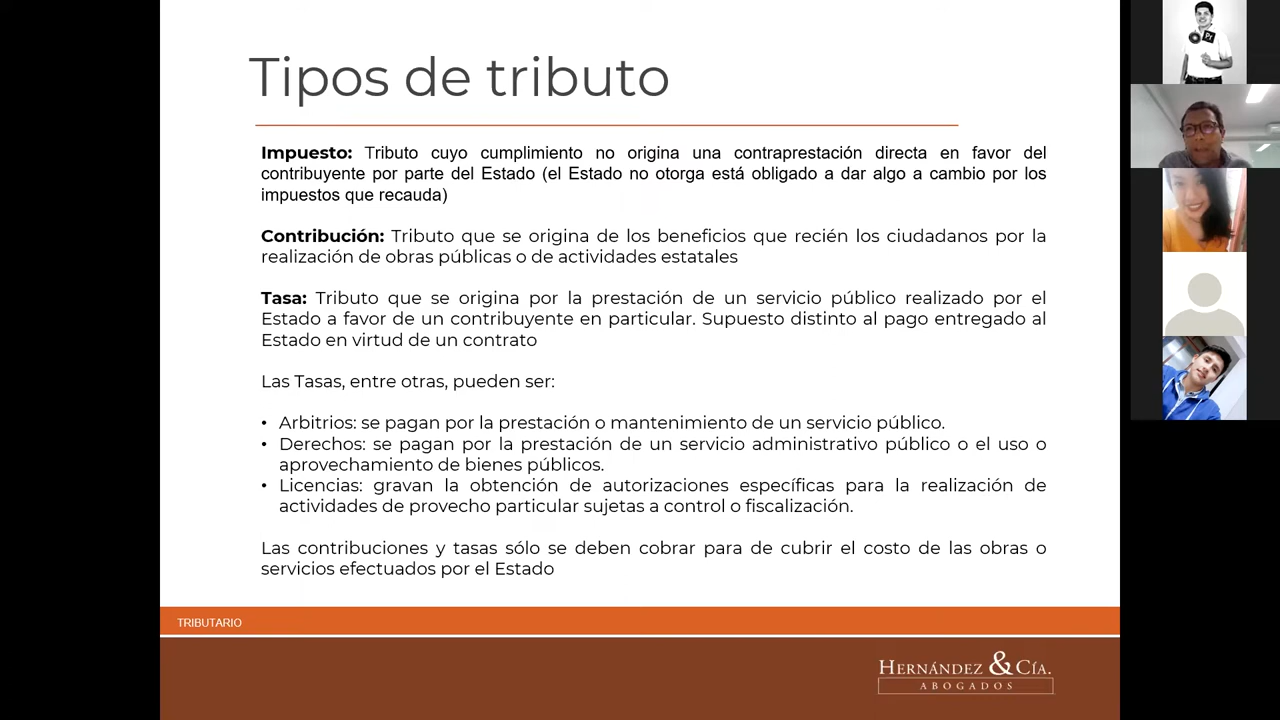 Tipos de tributo
Impuesto: Tributo cuyo cumplimiento no origina una contraprestación directa en favor del
contribuyente por parte del Estado (el Estado no otorga está obligado a dar algo a cambio por los
impuestos que recauda)
Contribución: Tributo que se origina de los beneficios que recién los ciudadanos por la
realización de obras públicas o de actividades estatales
Tasa: Tributo que se origina por la prestación de un servicio público realizado por el
Estado a favor de un contribuyente en particular. Supuesto distinto al pago entregado al
Estado en virtud de un contrato
Las Tasas, entre otras, pueden ser:
• Arbitrios: se pagan por la prestación o mantenimiento de un servicio público.
• Derechos: se pagan por la prestación de un servicio administrativo público o el uso o
aprovechamiento de bienes públicos.
• Licencias: gravan la obtención de autorizaciones específicas para la realización de
actividades de provecho particular sujetas a control o fiscalización.
Las contribuciones y tasas sólo se deben cobrar para de cubrir el costo de las obras o
servicios efectuados por el Estado
TRIBUTARIO
HERNÁNDEZ & CÍA.
ABOGADOS
Pr